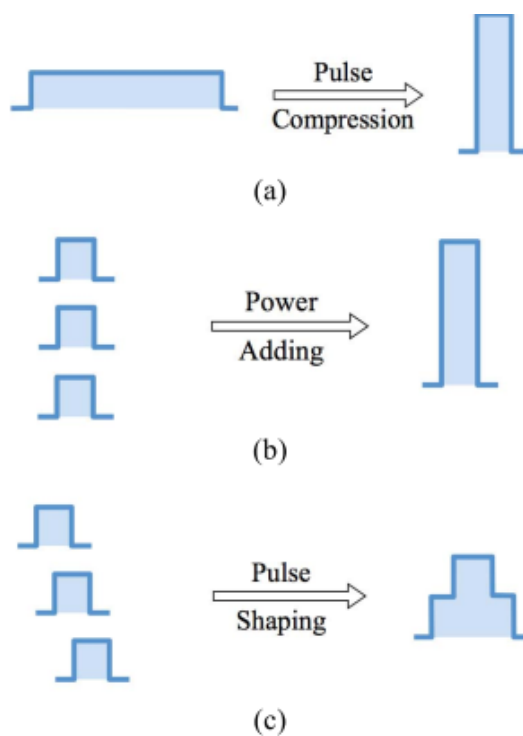 Pulse
Compression
(a)
Power
Adding
(b)
Pulse
Shaping
(c)